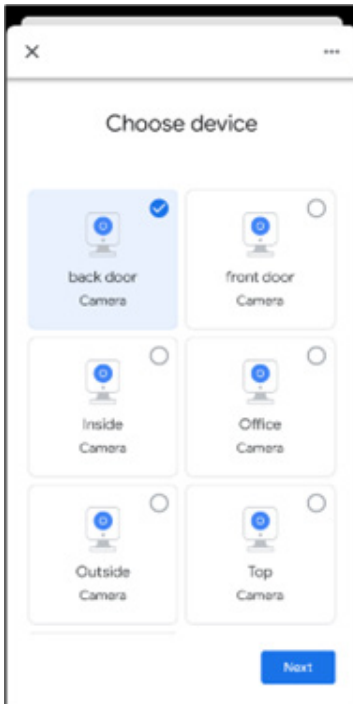 Choose device
back door
Camera
front door
Camera
Inside
Camera
Office
Camera
Outside
Camera
Top
Camera
Next